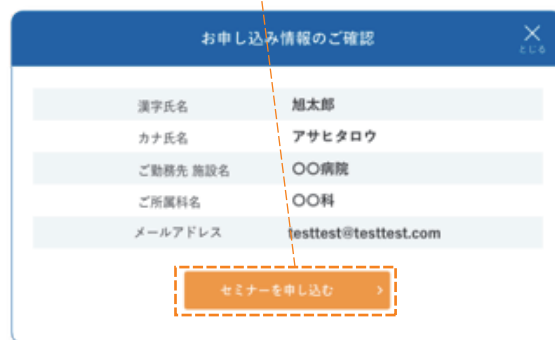 お申し込み情報のご確認
とじる
漢字氏名 旭太郎
カナ氏名 アサヒタロウ
ご勤務先 施設名 〇〇病院
ご所属科名 〇〇科
メールアドレス testtest@testtest.com
セミナーを申し込む